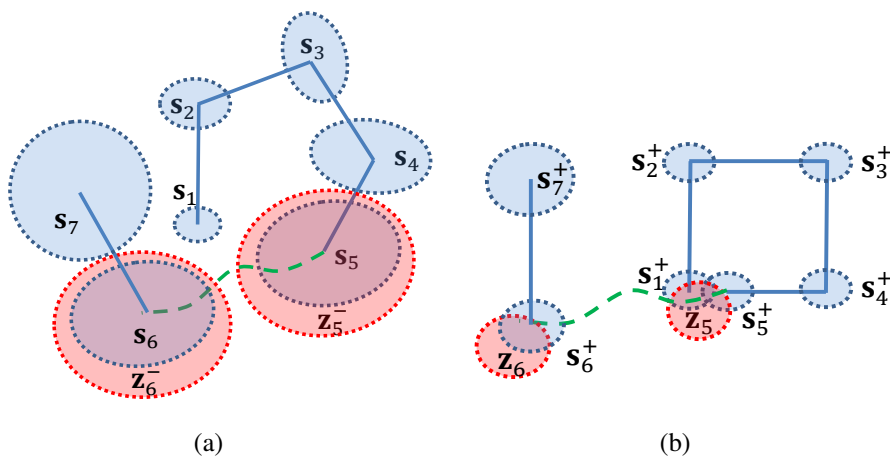 s₃
s₂
s₄
s₁
s₇
s₅
z₅⁻
s₆
z₆⁻
(a)
s₇⁺
s₂⁺
s₃⁺
s₁⁺
s₄⁺
z₅
s₅⁺
z₆
s₆⁺
(b)